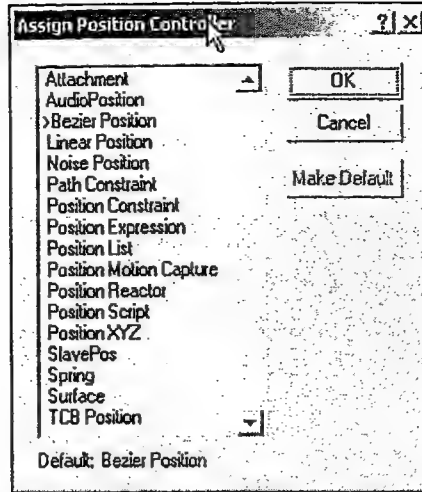 Assign Position Controller
Attachment
AudioPosition
>Bezier Position
Linear Position
Noise Position
Path Constraint
Position Constraint
Position Expression
Position List
Position Motion Capture
Position Reactor
Position Script
Position XYZ
SlavePos
Spring
Surface
TCB Position
OK
Cancel
Make Default
Default: Bezier Position